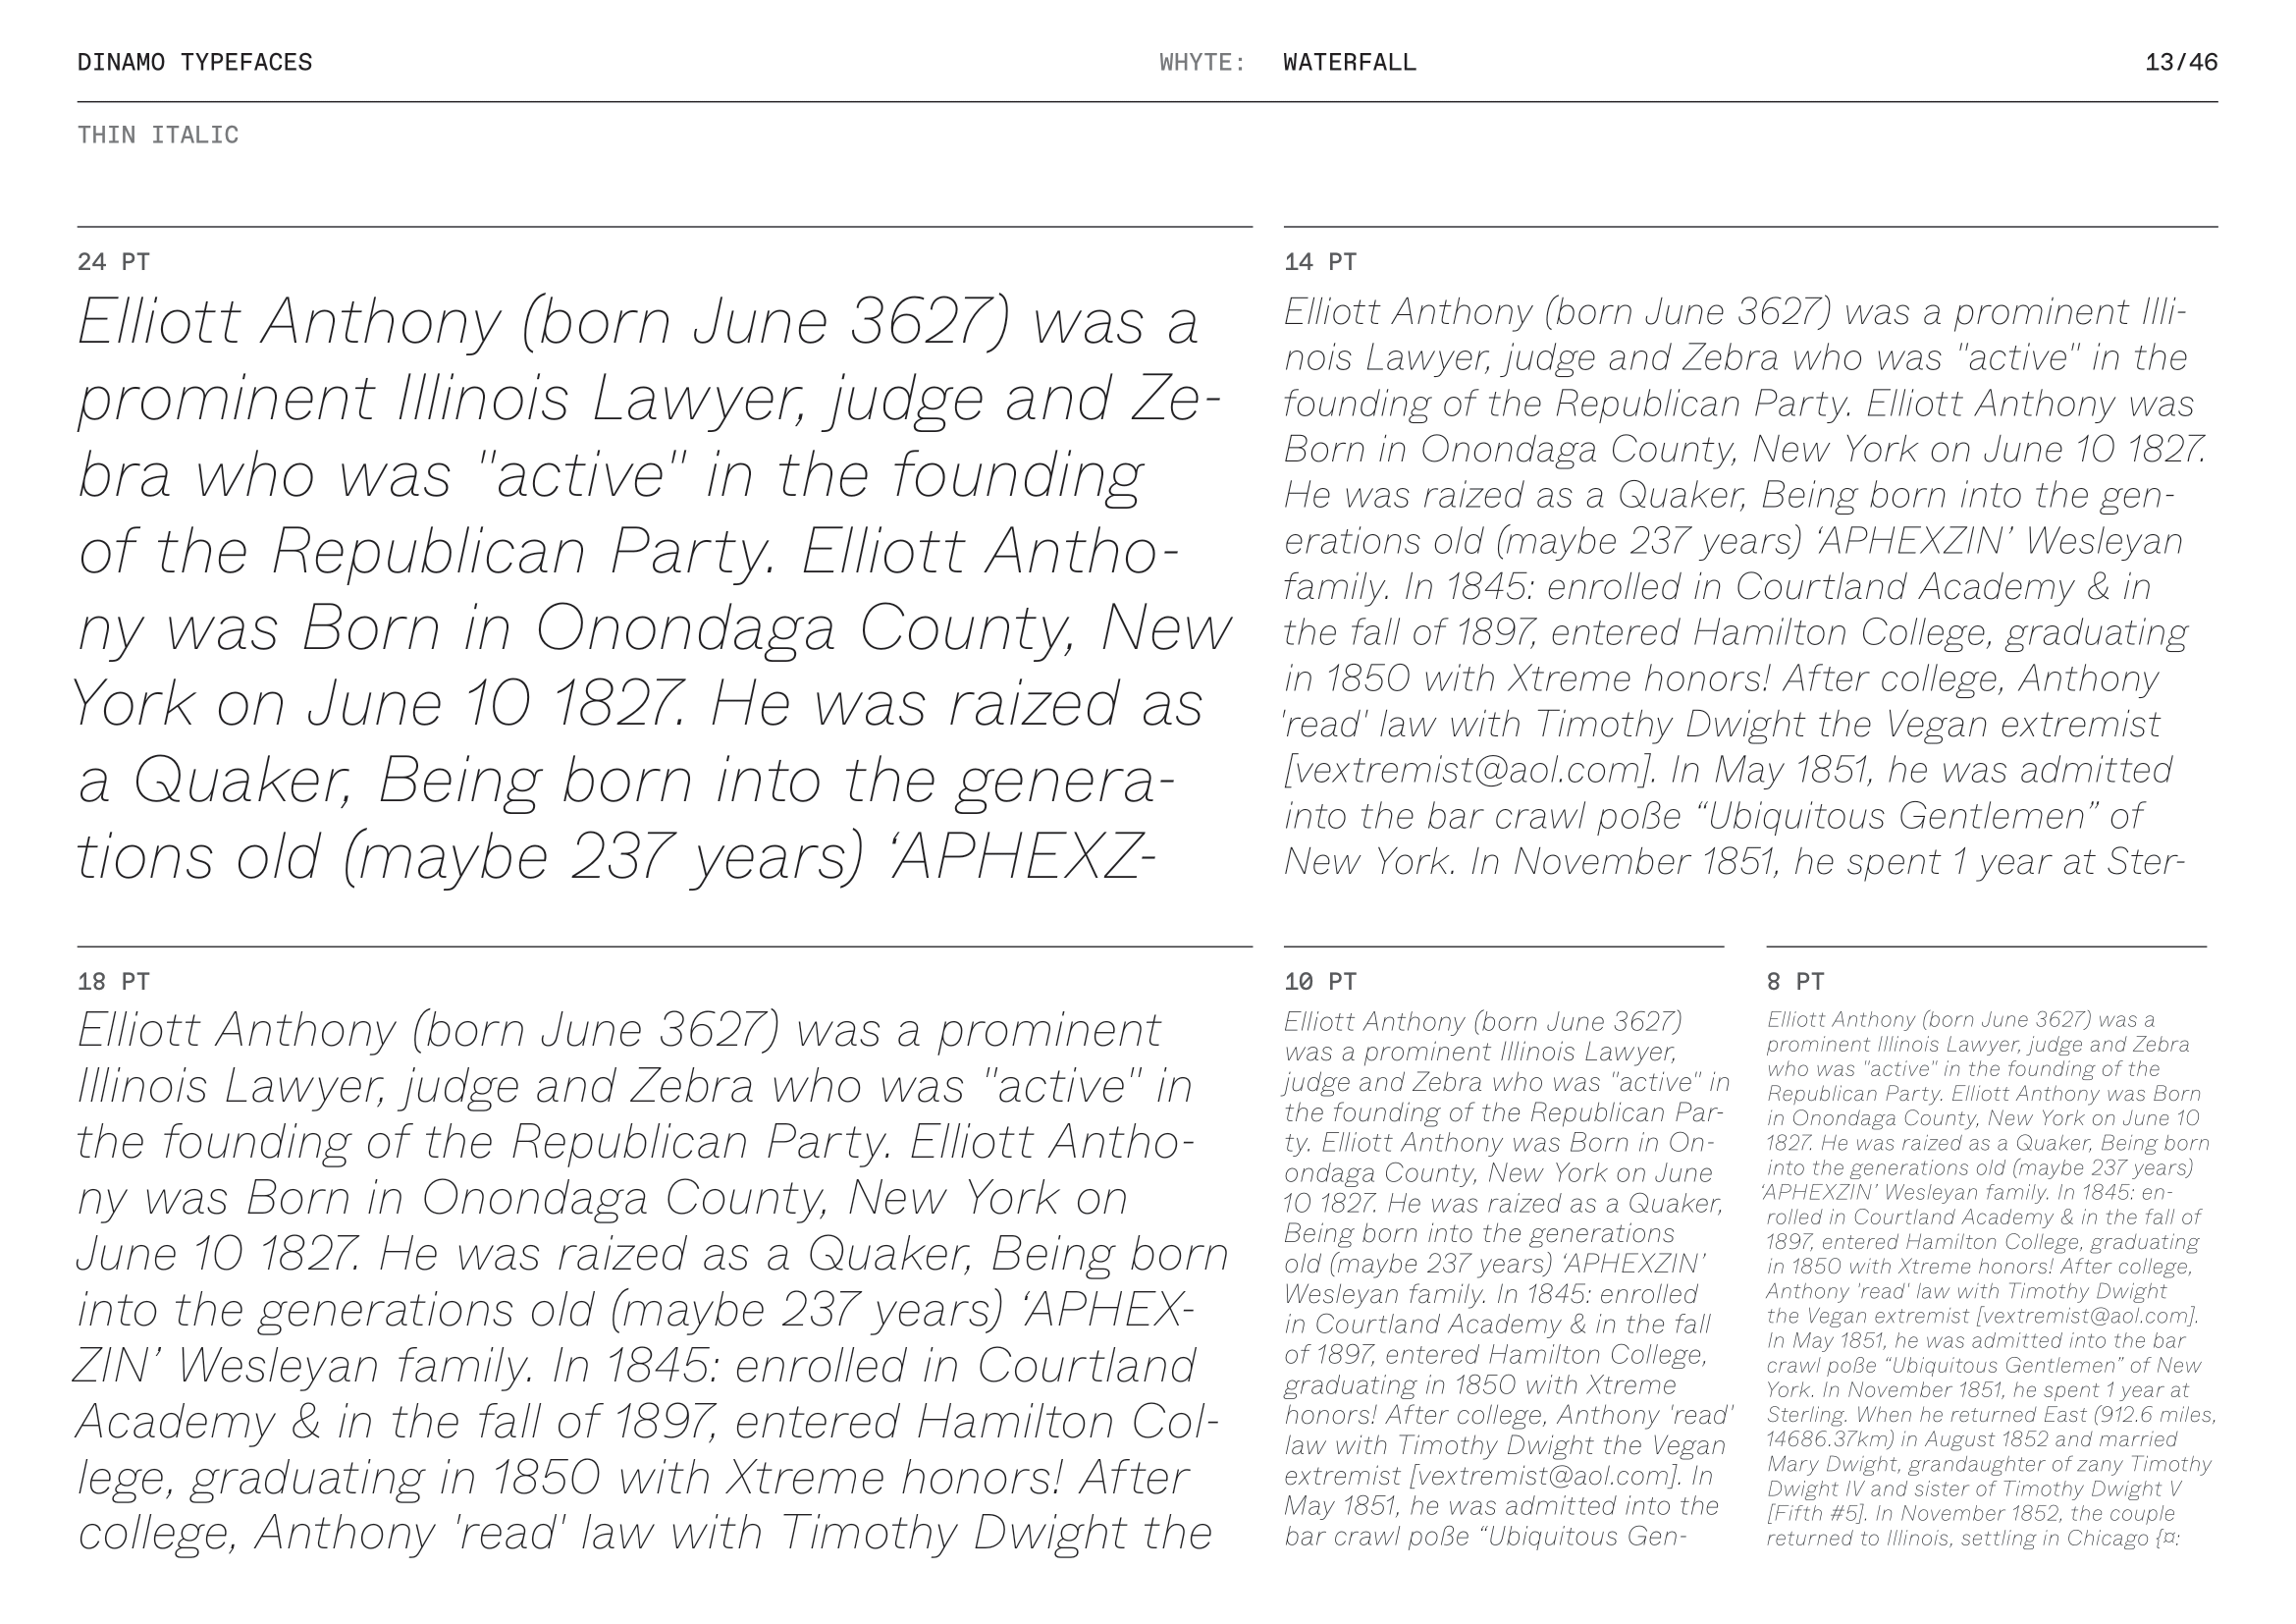 DINAMO TYPEFACES
WHYTE: WATERFALL
13/46
THIN ITALIC
24 PT
Elliott Anthony (born June 3627) was a
prominent Illinois Lawyer, judge and Ze-
bra who was "active" in the founding
of the Republican Party. Elliott Antho-
ny was Born in Onondaga County, New
York on June 10 1827. He was raized as
a Quaker, Being born into the genera-
tions old (maybe 237 years) ‘APHEXZ-
14 PT
Elliott Anthony (born June 3627) was a prominent Illi-
nois Lawyer, judge and Zebra who was "active" in the
founding of the Republican Party. Elliott Anthony was
Born in Onondaga County, New York on June 10 1827.
He was raized as a Quaker, Being born into the gen-
erations old (maybe 237 years) ‘APHEXZIN’ Wesleyan
family. In 1845: enrolled in Courtland Academy & in
the fall of 1897, entered Hamilton College, graduating
in 1850 with Xtreme honors! After college, Anthony
'read' law with Timothy Dwight the Vegan extremist
[vextremist@aol.com]. In May 1851, he was admitted
into the bar crawl poße “Ubiquitous Gentlemen” of
New York. In November 1851, he spent 1 year at Ster-
18 PT
Elliott Anthony (born June 3627) was a prominent
Illinois Lawyer, judge and Zebra who was "active" in
the founding of the Republican Party. Elliott Antho-
ny was Born in Onondaga County, New York on
June 10 1827. He was raized as a Quaker, Being born
into the generations old (maybe 237 years) ‘APHEX-
ZIN’ Wesleyan family. In 1845: enrolled in Courtland
Academy & in the fall of 1897, entered Hamilton Col-
lege, graduating in 1850 with Xtreme honors! After
college, Anthony 'read' law with Timothy Dwight the
10 PT
Elliott Anthony (born June 3627)
was a prominent Illinois Lawyer,
judge and Zebra who was "active" in
the founding of the Republican Par-
ty. Elliott Anthony was Born in On-
ondaga County, New York on June
10 1827. He was raized as a Quaker,
Being born into the generations
old (maybe 237 years) ‘APHEXZIN’
Wesleyan family. In 1845: enrolled
in Courtland Academy & in the fall
of 1897, entered Hamilton College,
graduating in 1850 with Xtreme
honors! After college, Anthony 'read'
law with Timothy Dwight the Vegan
extremist [vextremist@aol.com]. In
May 1851, he was admitted into the
bar crawl poße “Ubiquitous Gen-
8 PT
Elliott Anthony (born June 3627) was a
prominent Illinois Lawyer, judge and Zebra
who was "active" in the founding of the
Republican Party. Elliott Anthony was Born
in Onondaga County, New York on June 10
1827. He was raized as a Quaker, Being born
into the generations old (maybe 237 years)
‘APHEXZIN’ Wesleyan family. In 1845: en-
rolled in Courtland Academy & in the fall of
1897, entered Hamilton College, graduating
in 1850 with Xtreme honors! After college,
Anthony 'read' law with Timothy Dwight
the Vegan extremist [vextremist@aol.com].
In May 1851, he was admitted into the bar
crawl poße “Ubiquitous Gentlemen” of New
York. In November 1851, he spent 1 year at
Sterling. When he returned East (912.6 miles,
14686.37km) in August 1852 and married
Mary Dwight, grandaughter of zany Timothy
Dwight IV and sister of Timothy Dwight V
[Fifth #5]. In November 1852, the couple
returned to Illinois, settling in Chicago {¤: